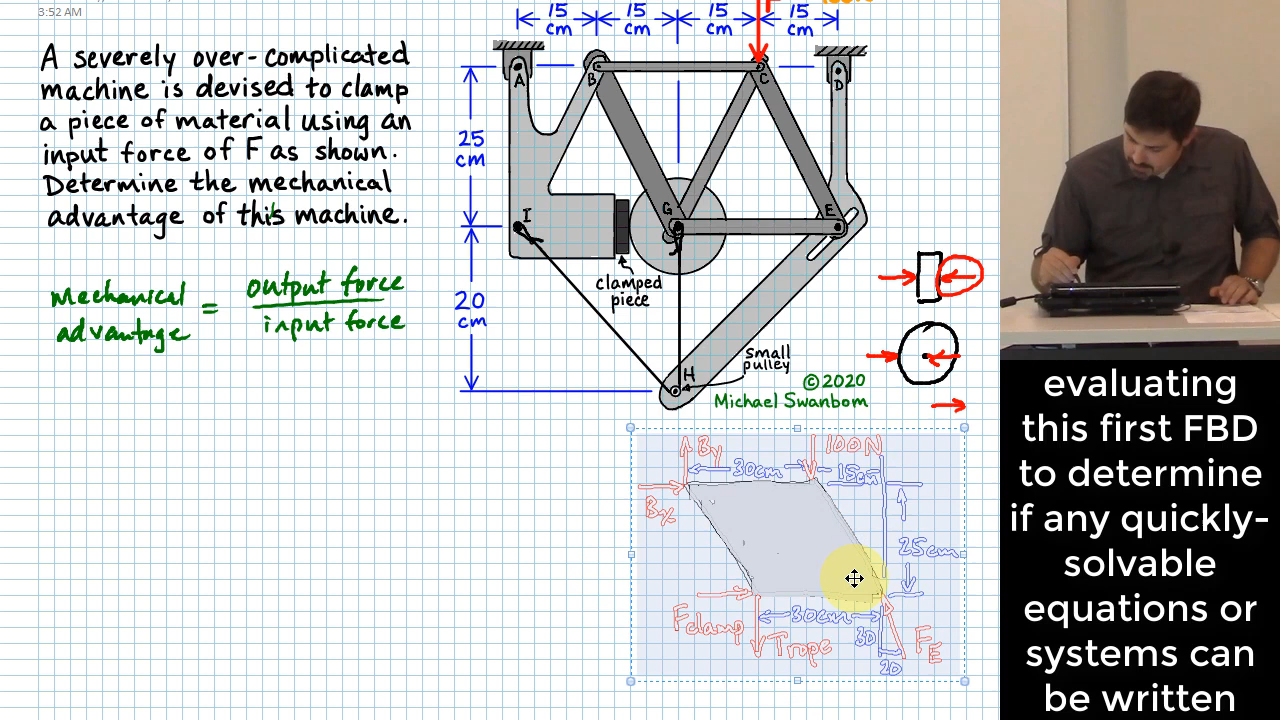 3:52 AM
A severely over-complicated
machine is devised to clamp
a piece of material using an
input force of F as shown.
Determine the mechanical
advantage of this machine.
Mechanical
advantage
=
output force
input force
15
cm
15
cm
15
cm
15
cm
A
B
C
D
25
cm
I
G
E
clamped
piece
20
cm
H
small
pulley
©2020
Michael Swanbom
By
100N
30cm
15cm
Bx
25cm
Fclamp
30cm
Trope
30
20
FE
evaluating
this first FBD
to determine
if any quickly-
solvable
equations or
systems can
be written